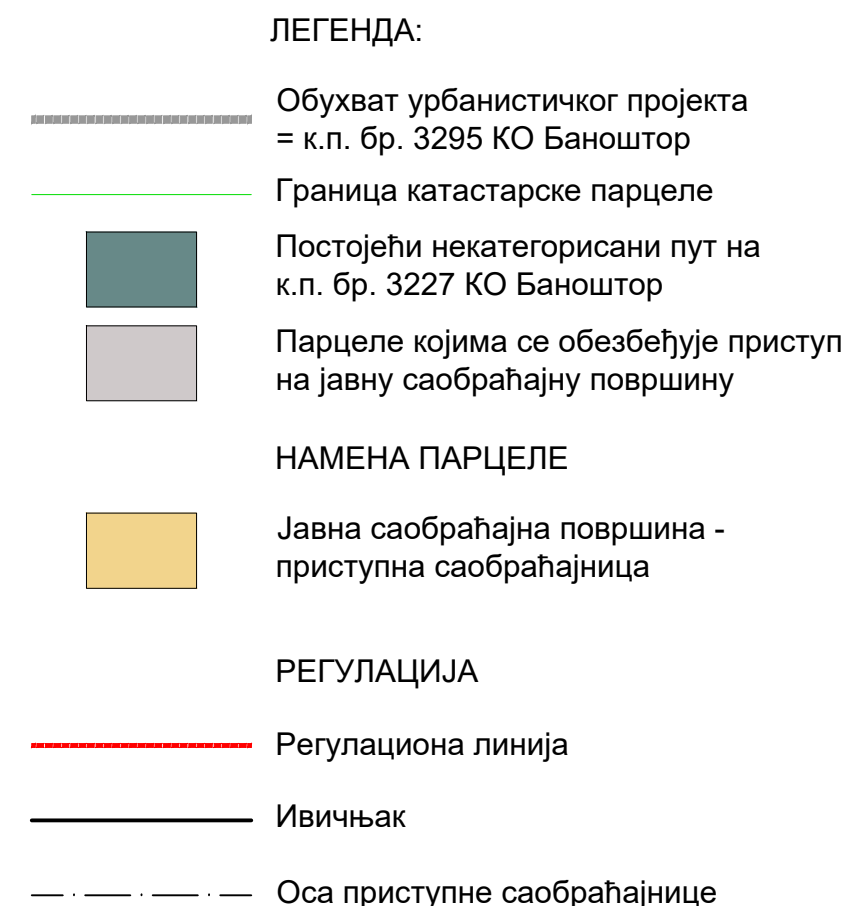 ЛЕГЕНДА:
Обухват урбанистичког пројекта
= к.п. бр. 3295 КО Баноштор
Граница катастарске парцеле
Постојећи некатегорисани пут на
к.п. бр. 3227 КО Баноштор
Парцеле којима се обезбеђује приступ
на јавну саобраћајну површину
НАМЕНА ПАРЦЕЛЕ
Јавна саобраћајна површина -
приступна саобраћајница
РЕГУЛАЦИЈА
Регулациона линија
Ивичњак
Оса приступне саобраћајнице